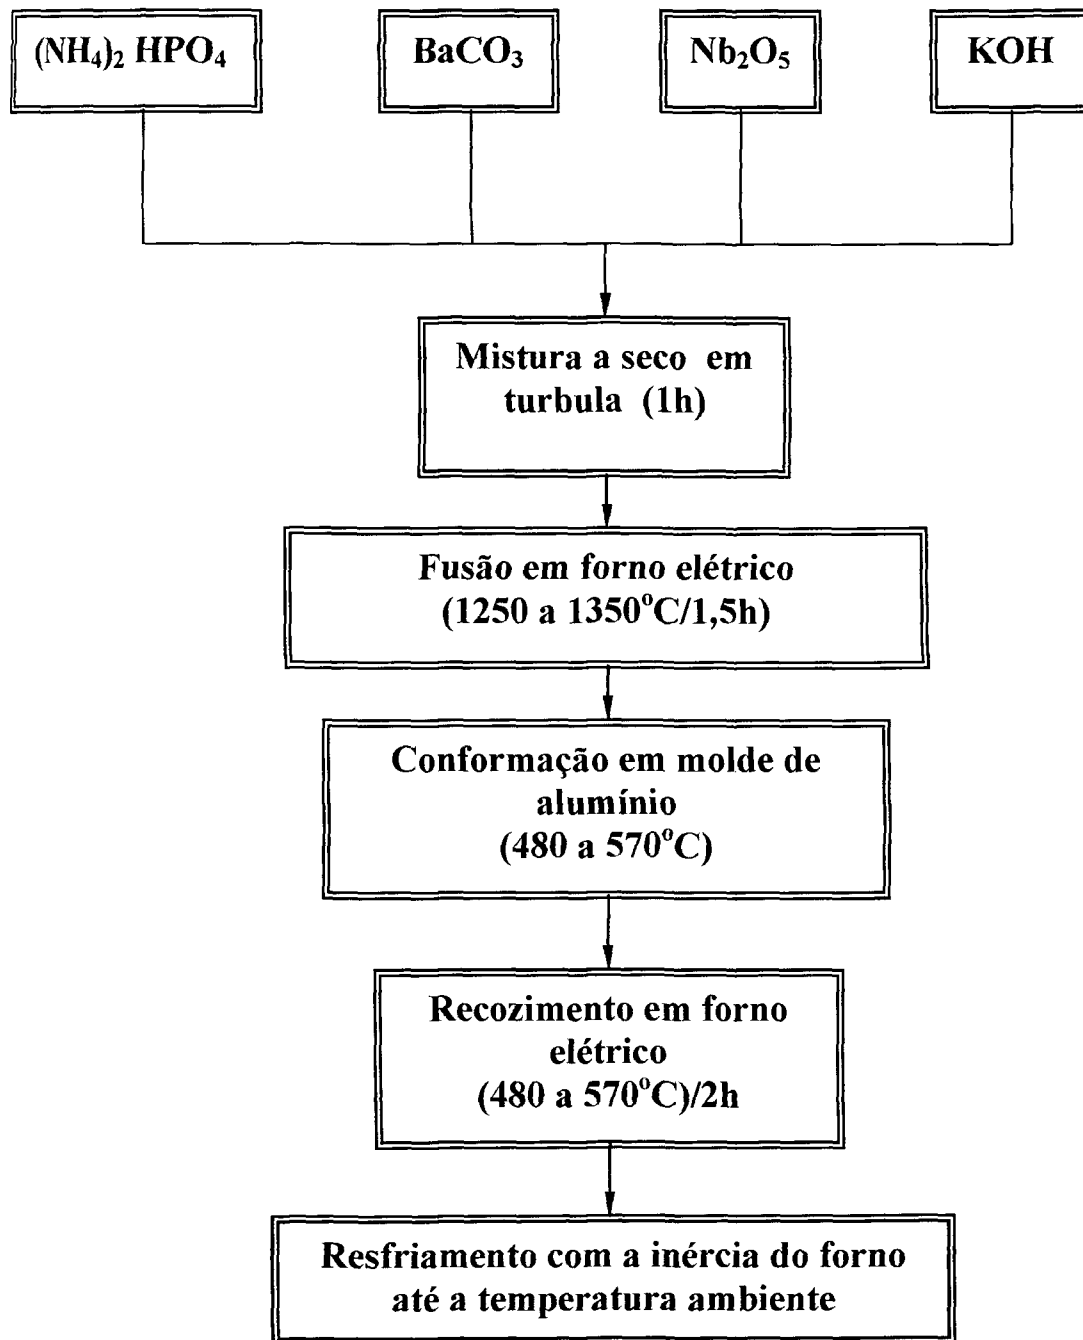 (NH₄)₂ HPO₄ BaCO₃ Nb₂O₅ KOH
Mistura a seco em
turbula (1h)
Fusão em forno elétrico
(1250 a 1350°C/1,5h)
Conformação em molde de
alumínio
(480 a 570°C)
Recozimento em forno
elétrico
(480 a 570°C)/2h
Resfriamento com a inércia do forno
até a temperatura ambiente